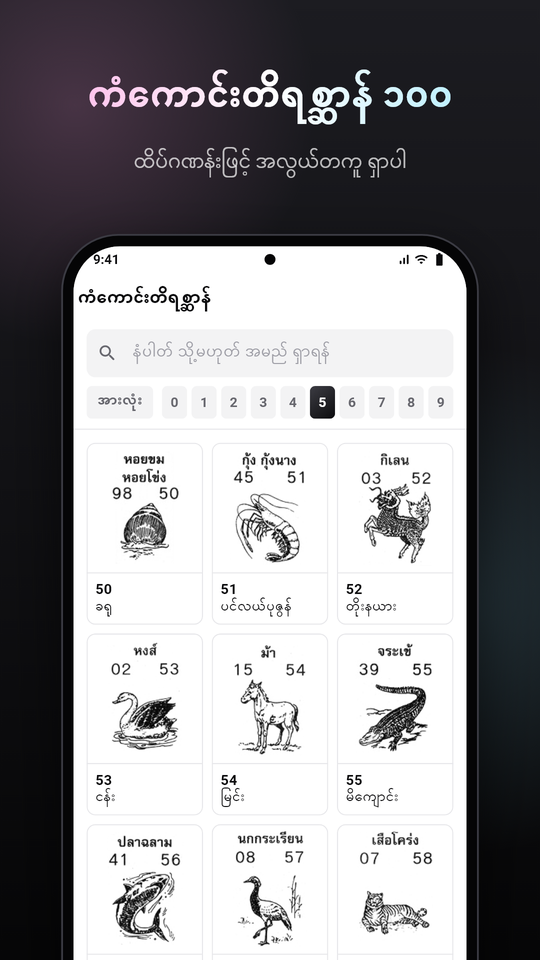 ကံကောင်းတိရစ္ဆာန် ၁၀၀
ထိပ်ဂဏန်းဖြင့် အလွယ်တကူ ရှာပါ
9:41
ကံကောင်းတိရစ္ဆာန်
နံပါတ် သို့မဟုတ် အမည် ရှာရန်
အားလုံး 0 1 2 3 4 5 6 7 8 9
หอยขม
หอยโข่ง
98 50
50
ခရု
กุ้ง กุ้งนาง
45 51
51
ပင်လယ်ပုဇွန်
กิเลน
03 52
52
တိုးနယား
หงส์
02 53
53
ငန်း
ม้า
15 54
54
မြင်း
จระเข้
39 55
55
မိကျောင်း
ปลาฉลาม
41 56
นกกระเรียน
08 57
เสือโคร่ง
07 58